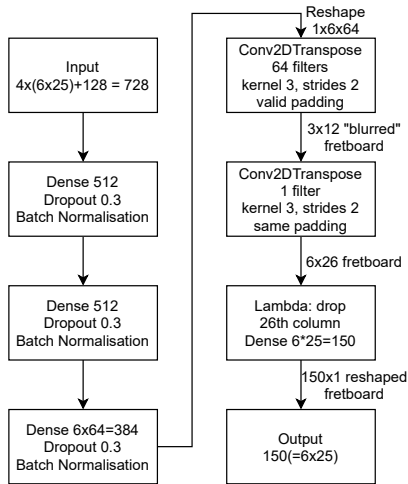 Input
4x(6x25)+128 = 728
Dense 512
Dropout 0.3
Batch Normalisation
Dense 512
Dropout 0.3
Batch Normalisation
Dense 6x64=384
Dropout 0.3
Batch Normalisation
Reshape
1x6x64
Conv2DTranspose
64 filters
kernel 3, strides 2
valid padding
3x12 "blurred"
fretboard
Conv2DTranspose
1 filter
kernel 3, strides 2
same padding
6x26 fretboard
Lambda: drop
26th column
Dense 6*25=150
150x1 reshaped
fretboard
Output
150(=6x25)